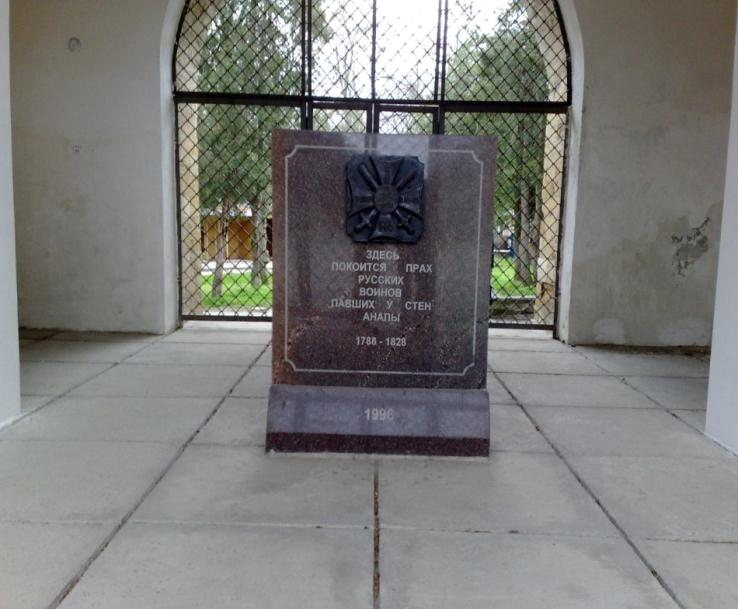 ЗДЕСЬ
ПОКОИТСЯ ПРАХ
РУССКИХ
ВОИНОВ
ПАВШИХ У СТЕН
АНАПЫ
1788 - 1828
1996